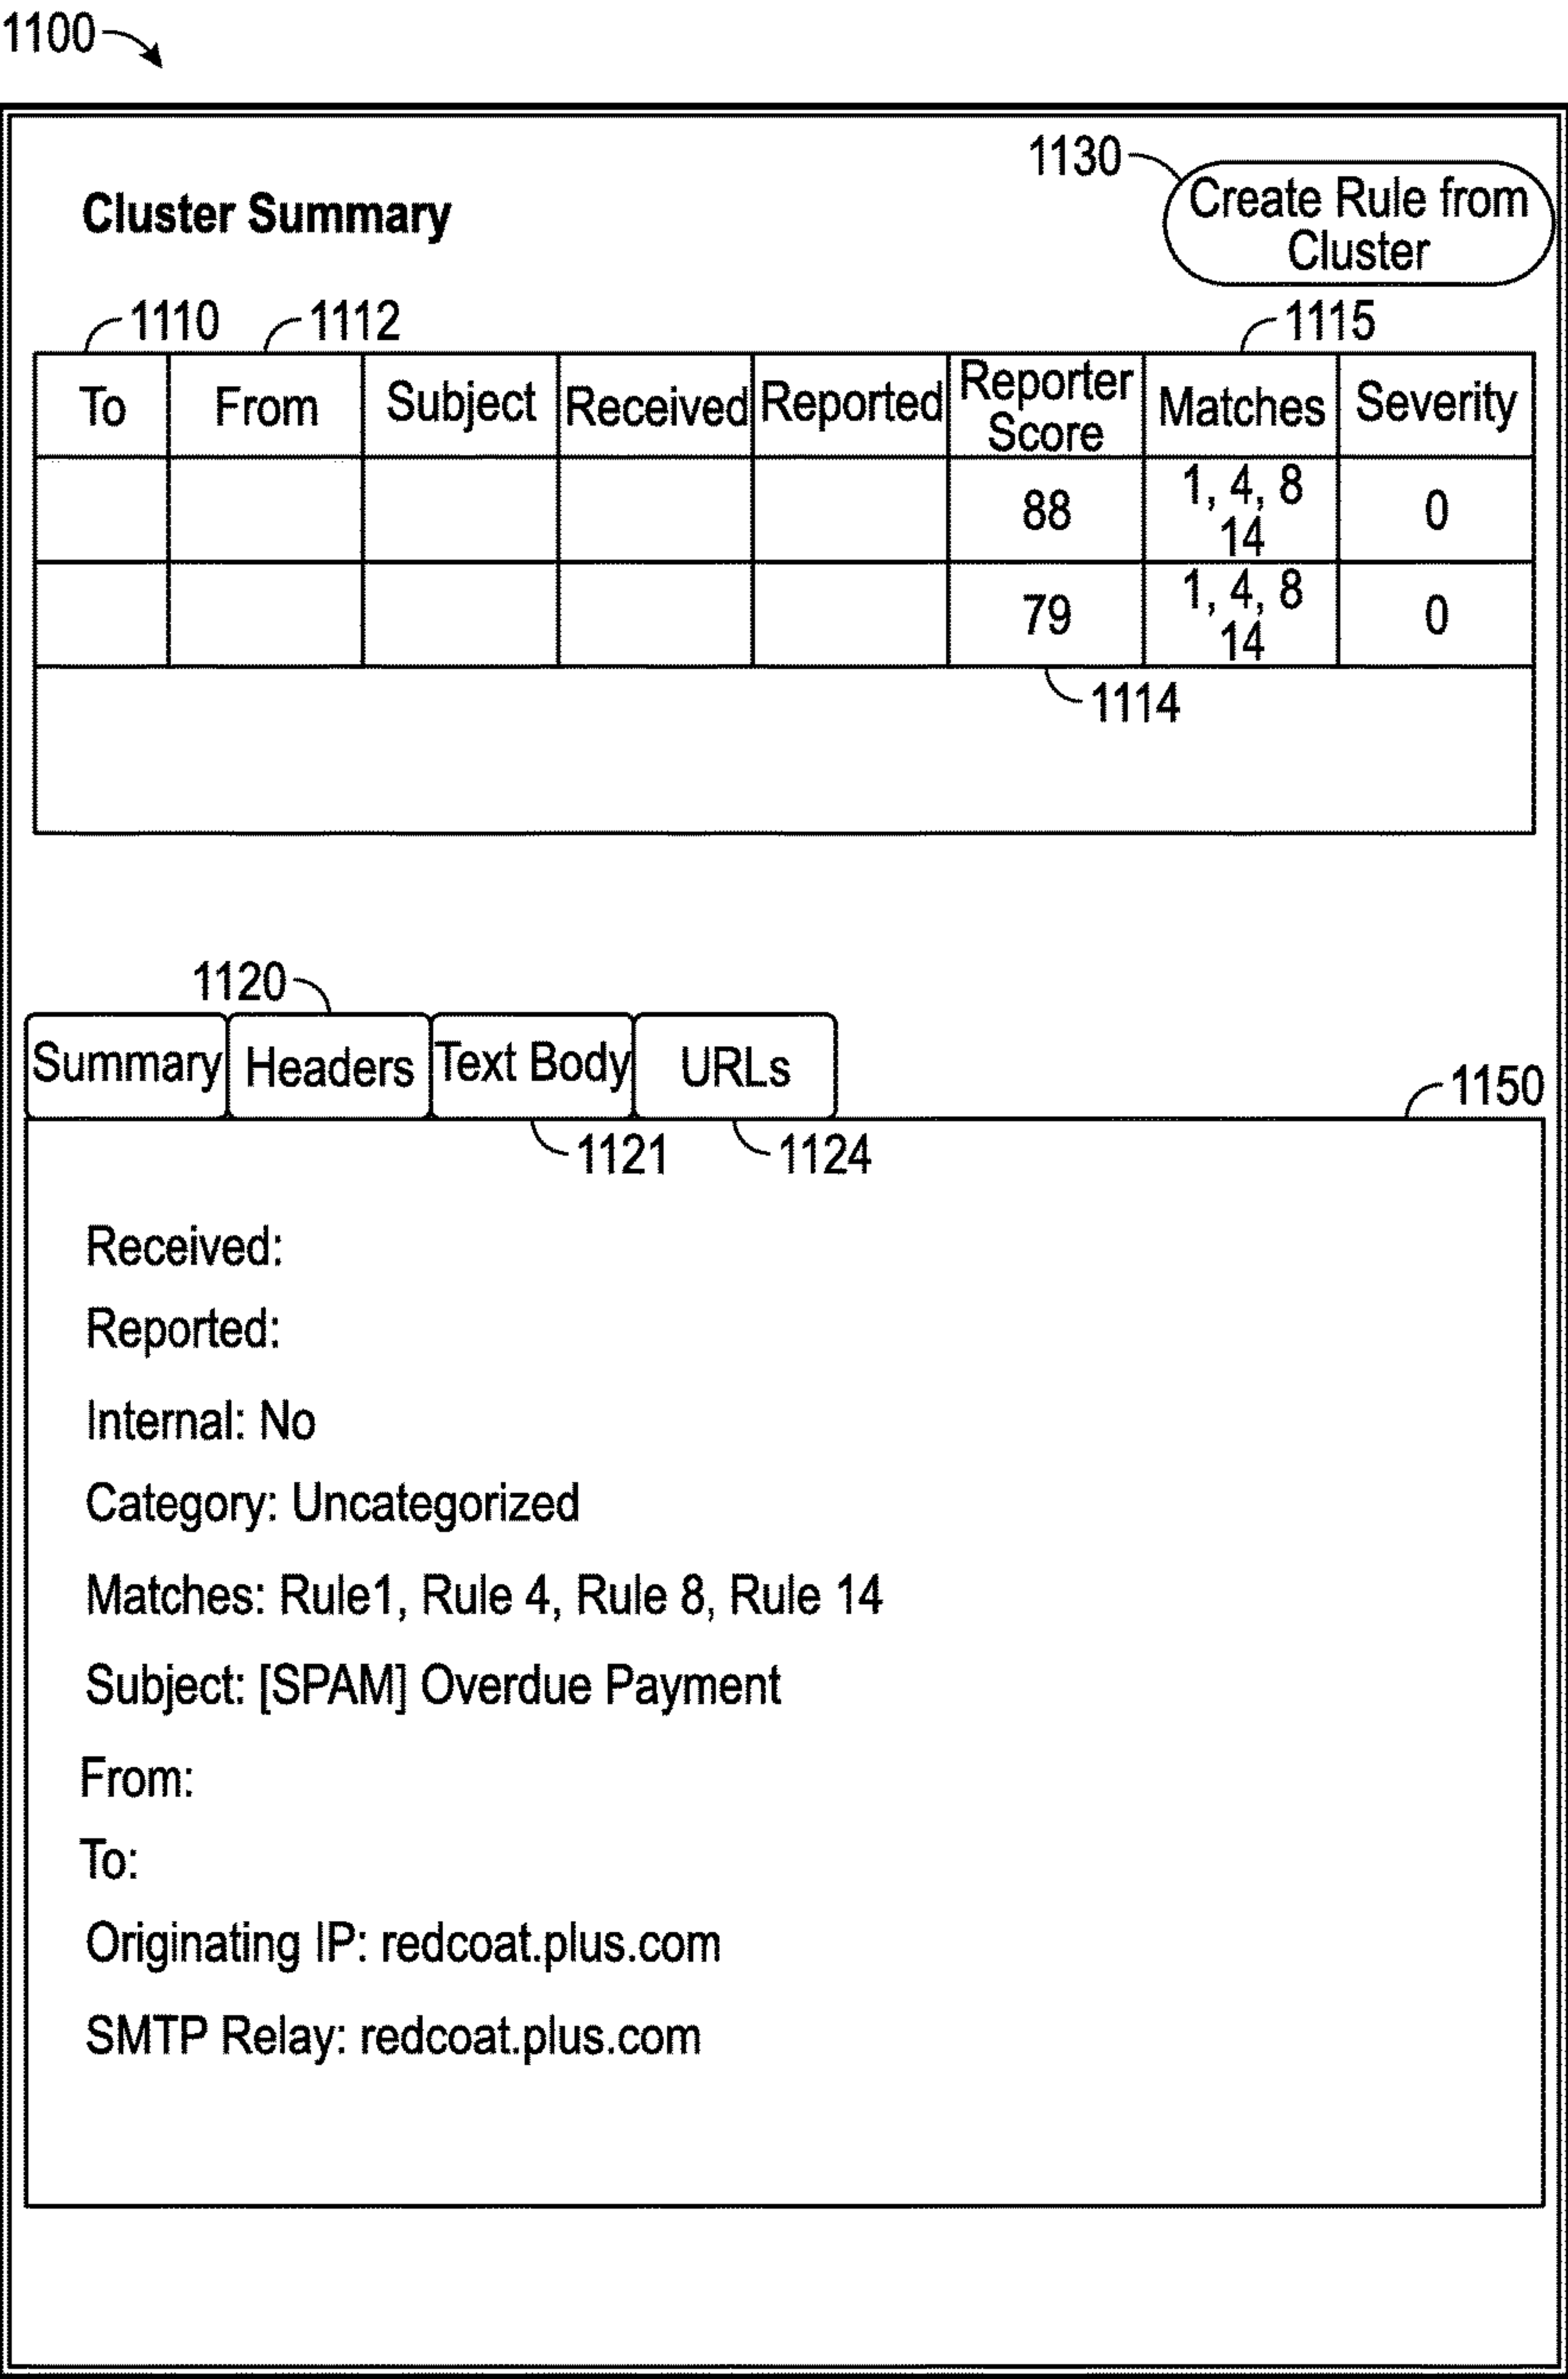 1100
1130
Create Rule from
Cluster
Cluster Summary
1110
1112
1115
To From Subject Received Reported Reporter Score Matches Severity
88 1, 4, 8 14 0
79 1, 4, 8 14 0
1114
1120
Summary Headers Text Body URLs
1150
1121
1124
Received:
Reported:
Internal: No
Category: Uncategorized
Matches: Rule1, Rule 4, Rule 8, Rule 14
Subject: [SPAM] Overdue Payment
From:
To:
Originating IP: redcoat.plus.com
SMTP Relay: redcoat.plus.com